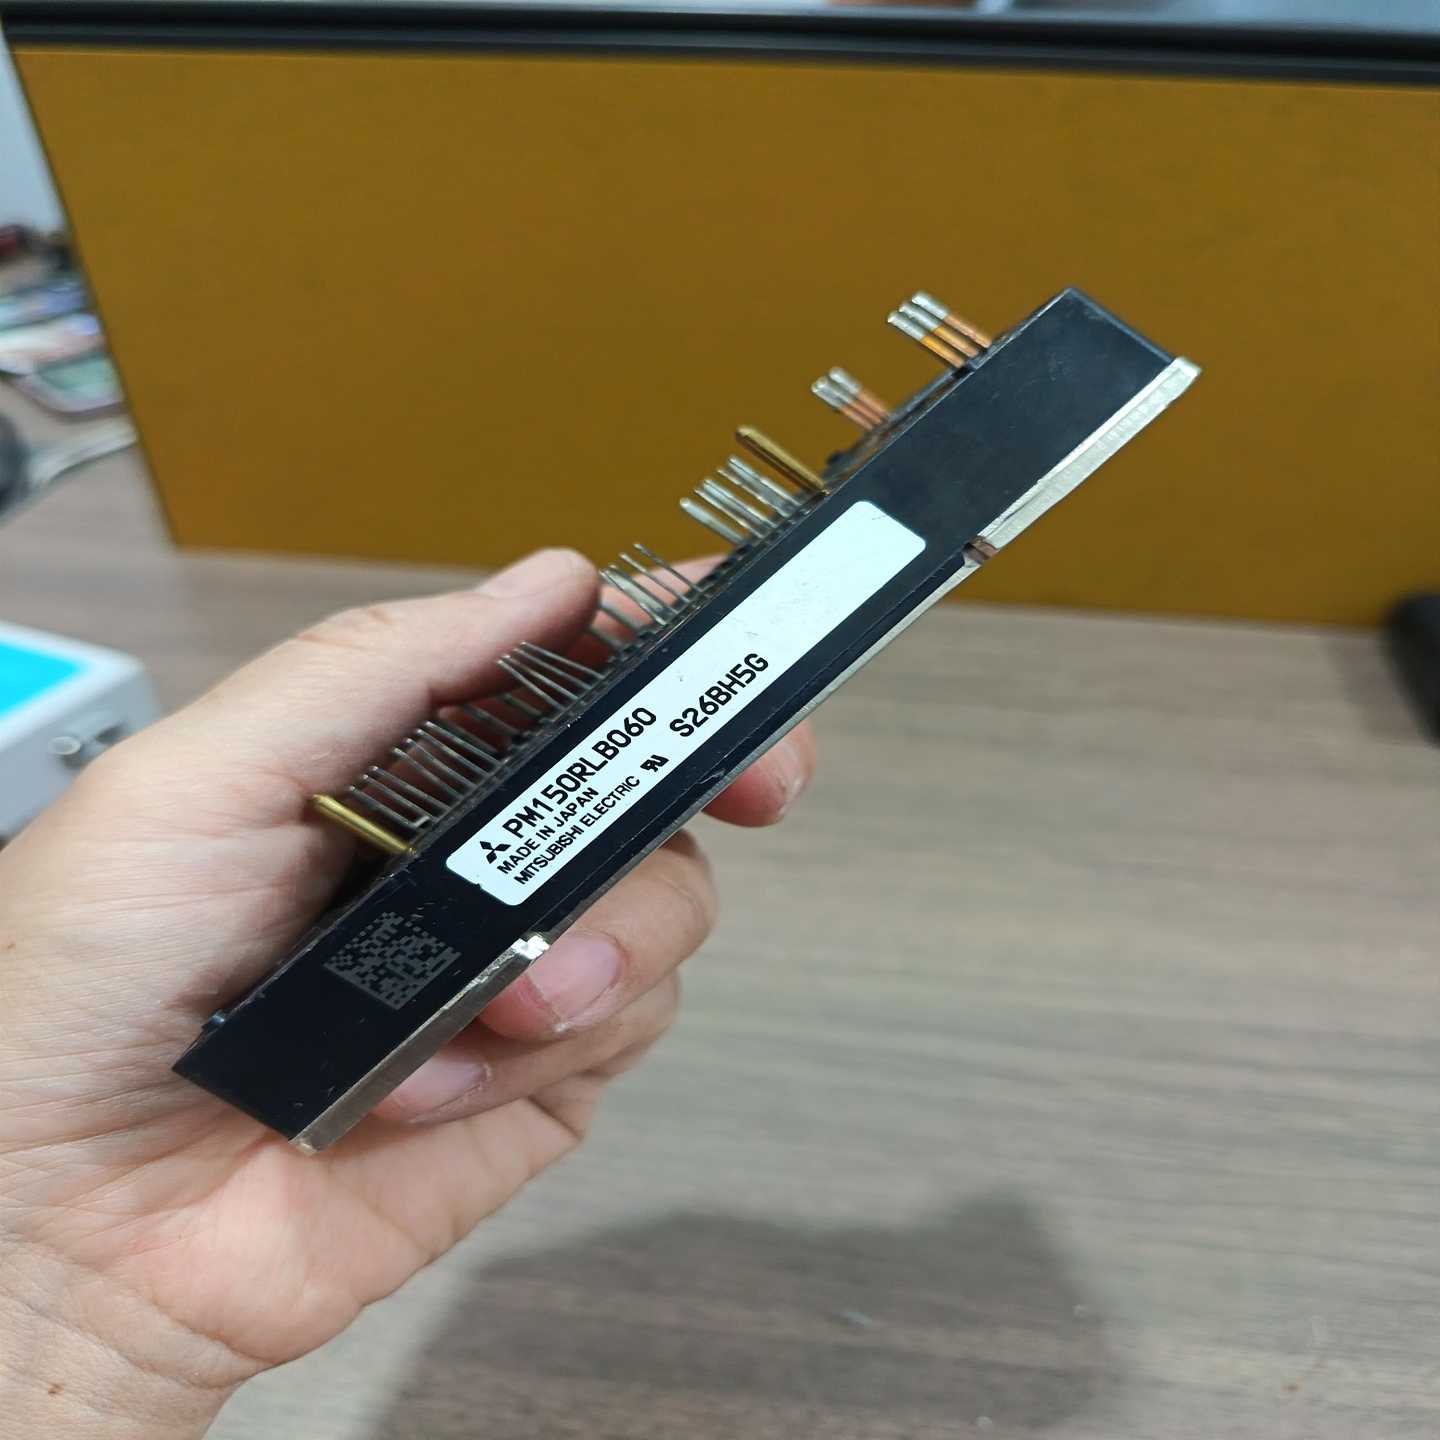 PM150RLB060
MADE IN JAPAN
MITSUBISHI ELECTRIC S26BH5G